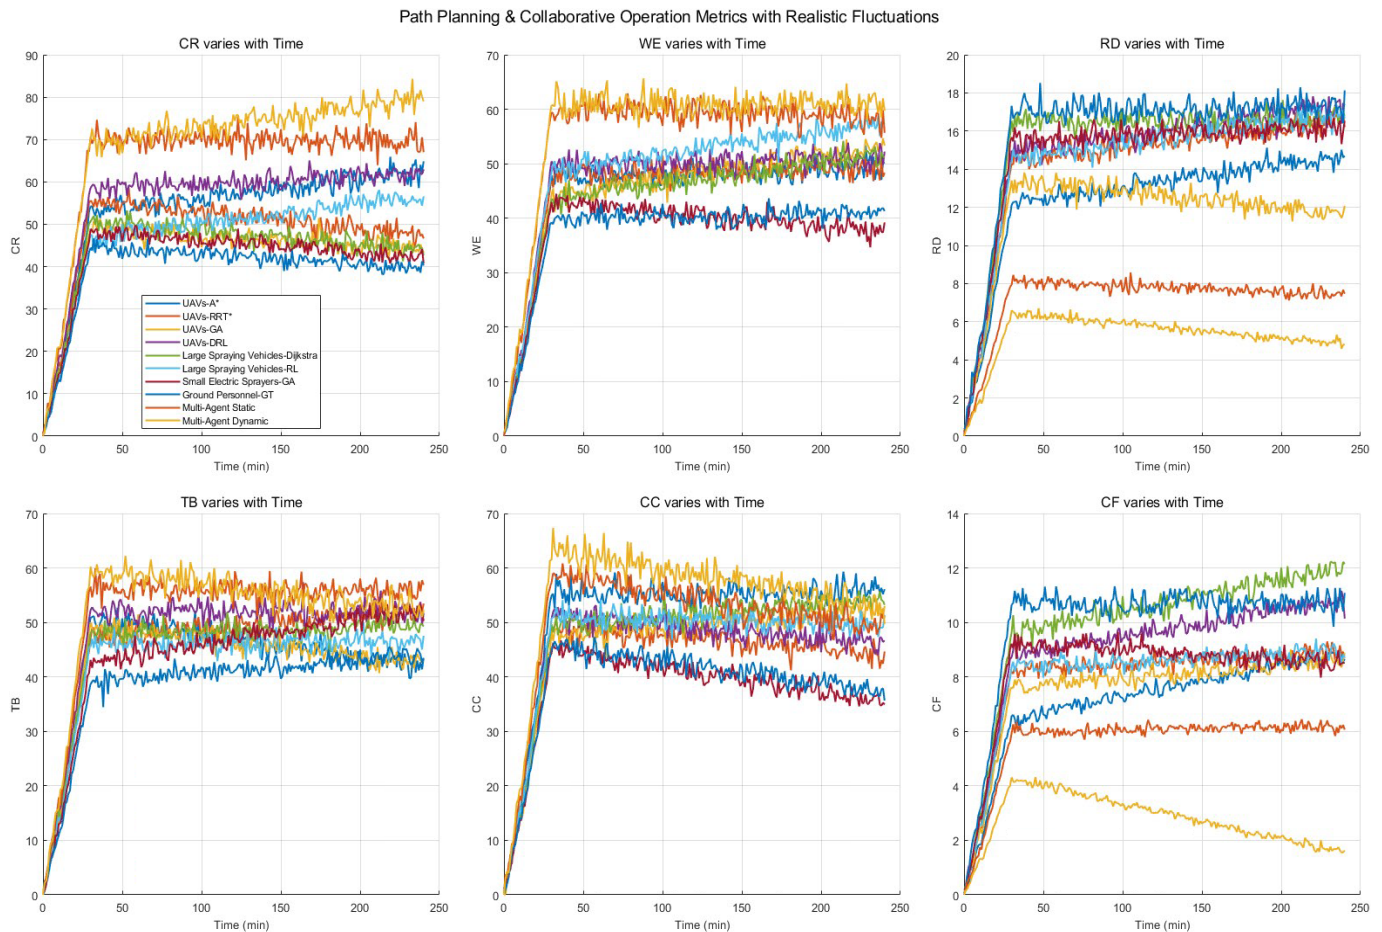 Path Planning & Collaborative Operation Metrics with Realistic Fluctuations
CR varies with Time
90
80
70
60
50
40
30
20
10
0
CR
0 50 100 150 200 250
Time (min)
UAVs-A*
UAVs-RRT*
UAVs-GA
UAVs-DRL
Large Spraying Vehicles-Dijkstra
Large Spraying Vehicles-RL
Small Electric Sprayers-GA
Ground Personnel-GT
Multi-Agent Static
Multi-Agent Dynamic
WE varies with Time
70
60
50
40
30
20
10
0
WE
0 50 100 150 200 250
Time (min)
RD varies with Time
20
18
16
14
12
10
8
6
4
2
0
RD
0 50 100 150 200 250
Time (min)
TB varies with Time
70
60
50
40
30
20
10
0
TB
0 50 100 150 200 250
Time (min)
CC varies with Time
70
60
50
40
30
20
10
0
CC
0 50 100 150 200 250
Time (min)
CF varies with Time
14
12
10
8
6
4
2
0
CF
0 50 100 150 200 250
Time (min)